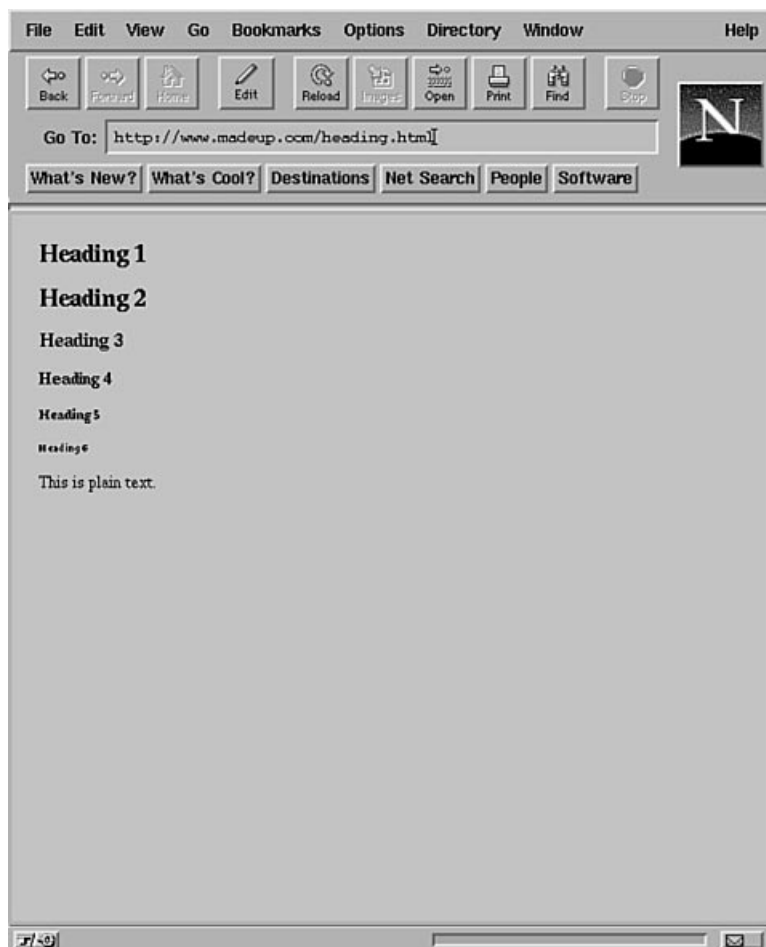 File Edit View Go Bookmarks Options Directory Window Help
Back Forward Home Edit Reload Images Open Print Find Stop
N
Go To: http://www.madeup.com/heading.html
What's New? What's Cool? Destinations Net Search People Software
Heading 1
Heading 2
Heading 3
Heading 4
Heading 5
Heading 6
This is plain text.